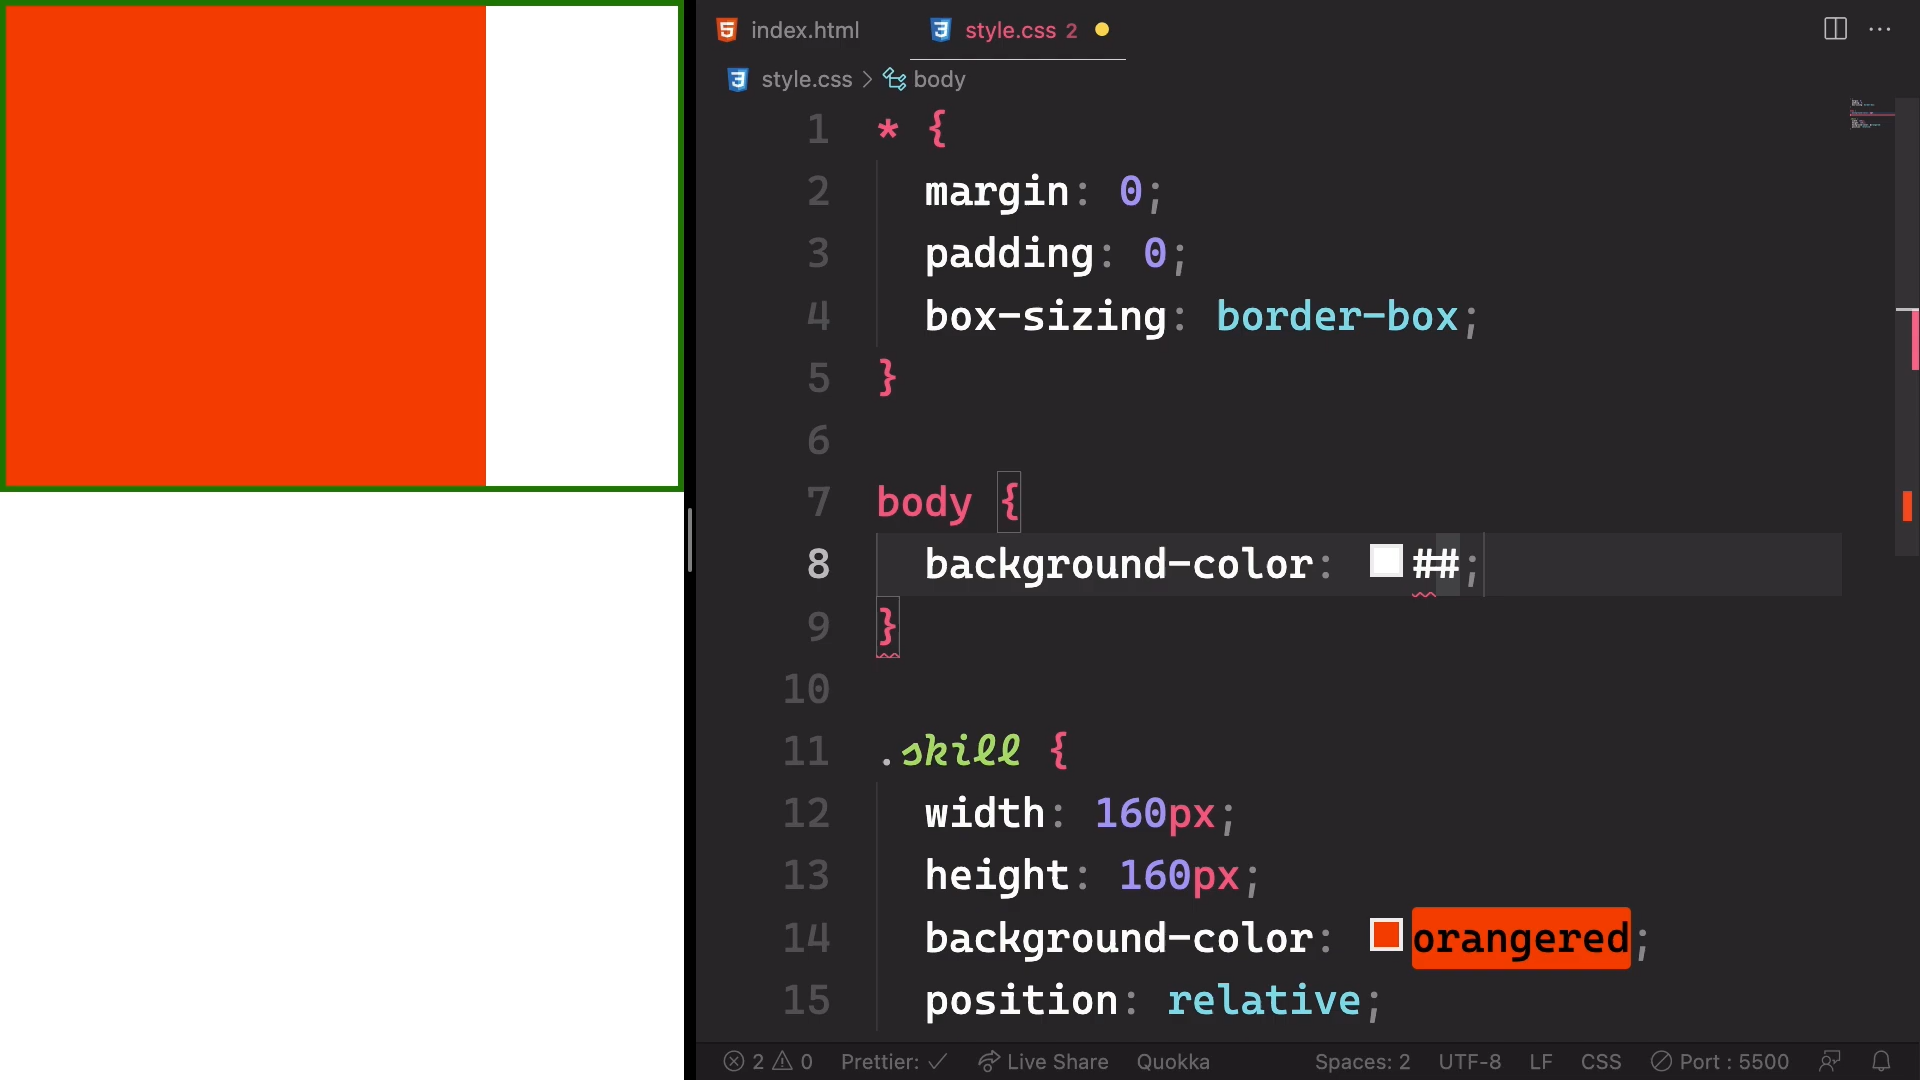 index.html
style.css 2
style.css > body
1 * {
2 margin: 0;
3 padding: 0;
4 box-sizing: border-box;
5 }
6
7 body {
8 background-color: ##;
9 }
10
11 .skill {
12 width: 160px;
13 height: 160px;
14 background-color: orangered;
15 position: relative;
2 0 Prettier: ✓ Live Share Quokka Spaces: 2 UTF-8 LF CSS Port : 5500